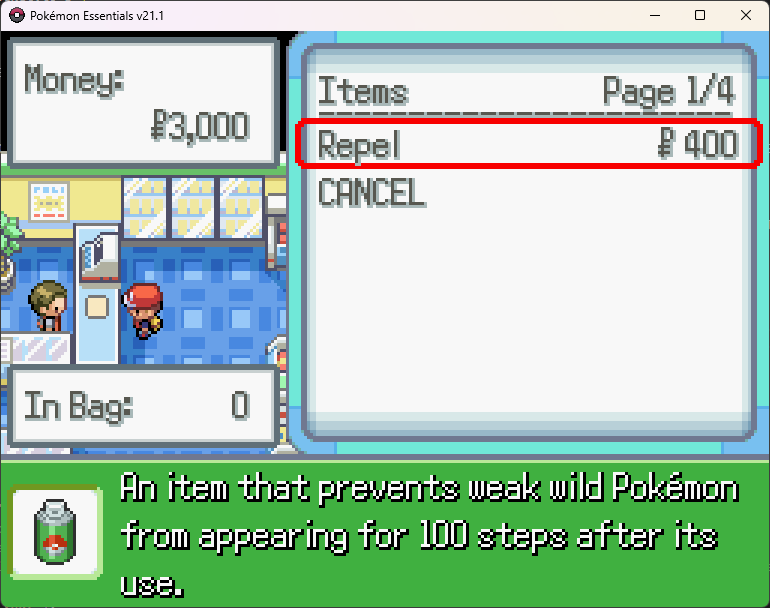 Pokémon Essentials v21.1
Money:
₽3,000
Items Page 1/4
Repel ₽ 400
CANCEL
In Bag: 0
An item that prevents weak wild Pokémon
from appearing for 100 steps after its
use.